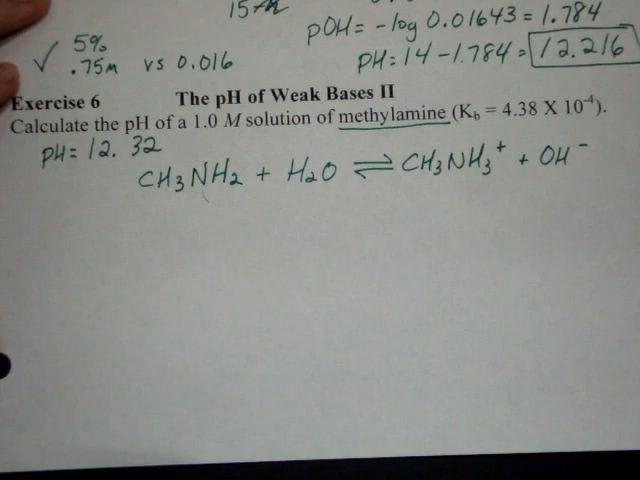 15
pOH = -log 0.01643 = 1.784
✓ 5%
.75M vs 0.016
pH: 14 - 1.784 = 12.216
Exercise 6 The pH of Weak Bases II
Calculate the pH of a 1.0 M solution of methylamine (K_b = 4.38 X 10⁻⁴).
pH = 12.32
CH₃NH₂ + H₂O ⇌ CH₃NH₃⁺ + OH⁻